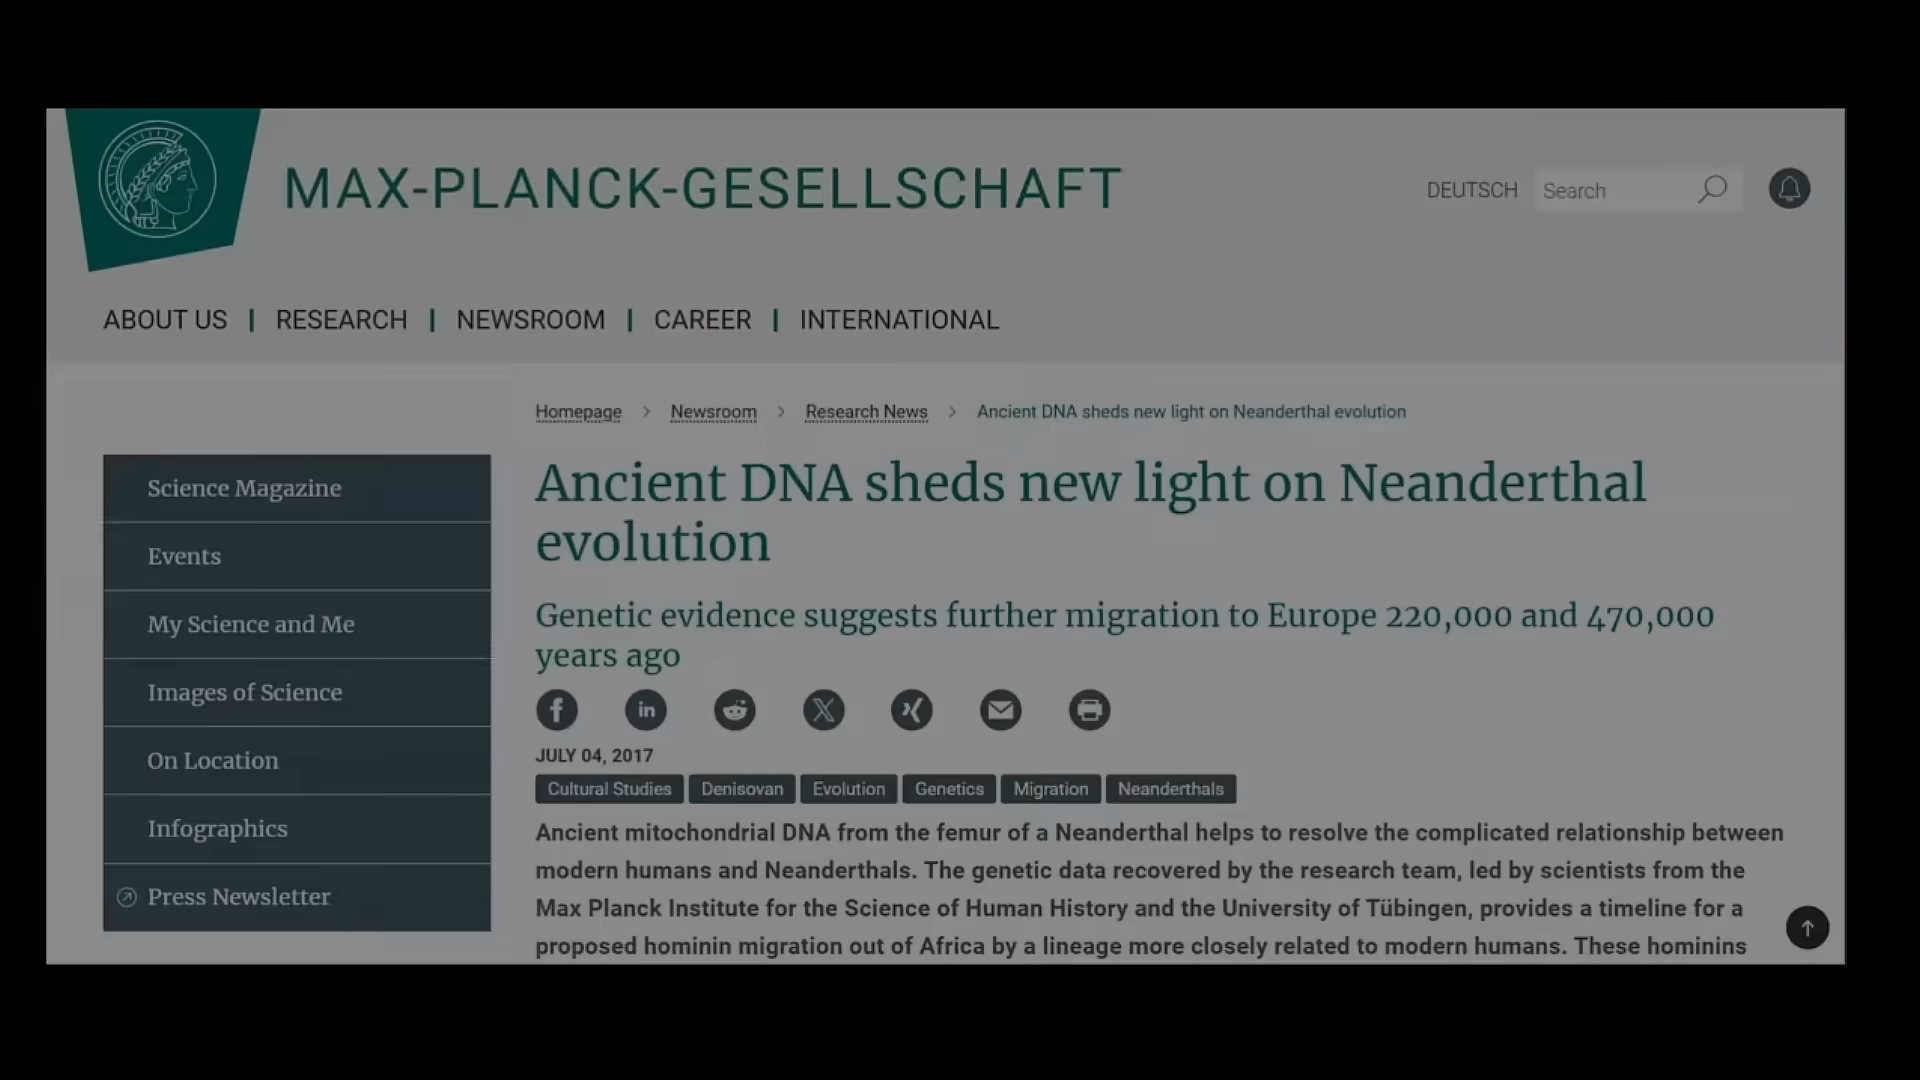 MAX-PLANCK-GESELLSCHAFT
DEUTSCH
Search
ABOUT US | RESEARCH | NEWSROOM | CAREER | INTERNATIONAL
Homepage > Newsroom > Research News > Ancient DNA sheds new light on Neanderthal evolution
Science Magazine
Events
My Science and Me
Images of Science
On Location
Infographics
Press Newsletter
Ancient DNA sheds new light on Neanderthal
evolution
Genetic evidence suggests further migration to Europe 220,000 and 470,000
years ago
JULY 04, 2017
Cultural Studies Denisovan Evolution Genetics Migration Neanderthals
Ancient mitochondrial DNA from the femur of a Neanderthal helps to resolve the complicated relationship between
modern humans and Neanderthals. The genetic data recovered by the research team, led by scientists from the
Max Planck Institute for the Science of Human History and the University of Tübingen, provides a timeline for a
proposed hominin migration out of Africa by a lineage more closely related to modern humans. These hominins